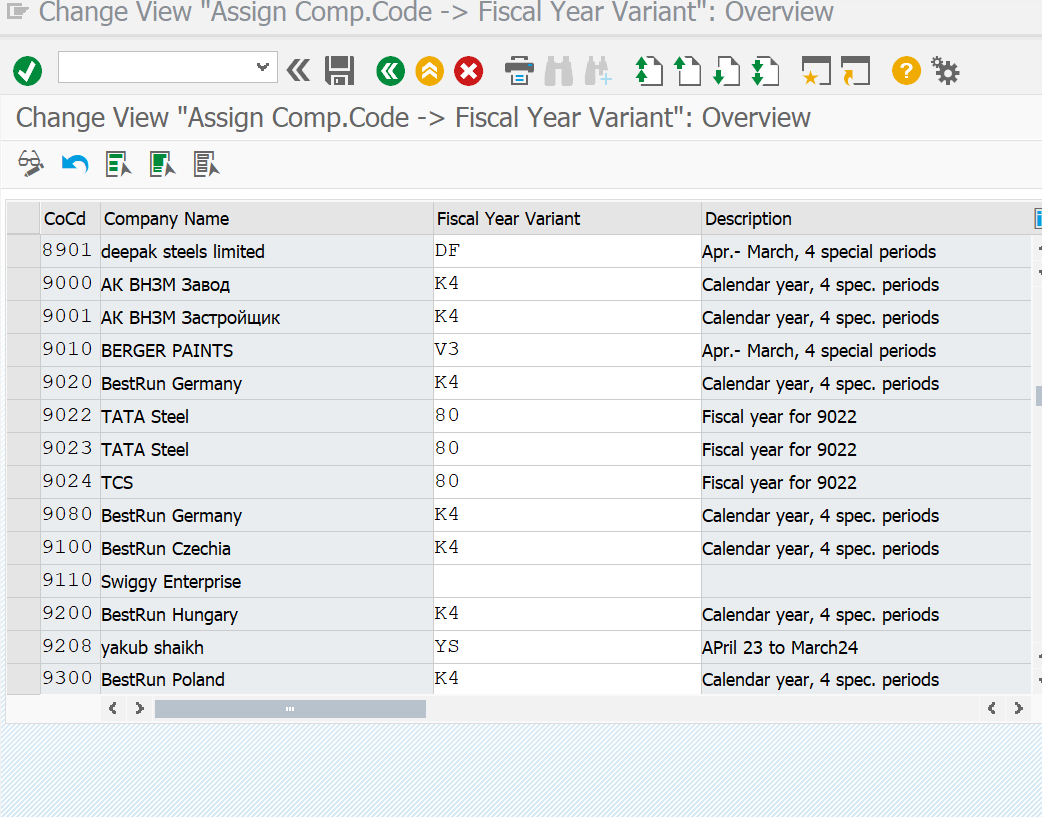 Change View "Assign Comp.Code -> Fiscal Year Variant": Overview
Change View "Assign Comp.Code -> Fiscal Year Variant": Overview
CoCd Company Name Fiscal Year Variant Description
8901 deepak steels limited DF Apr.- March, 4 special periods
9000 АК ВНЗМ Завод K4 Calendar year, 4 spec. periods
9001 АК ВНЗМ Застройщик K4 Calendar year, 4 spec. periods
9010 BERGER PAINTS V3 Apr.- March, 4 special periods
9020 BestRun Germany K4 Calendar year, 4 spec. periods
9022 TATA Steel 80 Fiscal year for 9022
9023 TATA Steel 80 Fiscal year for 9022
9024 TCS 80 Fiscal year for 9022
9080 BestRun Germany K4 Calendar year, 4 spec. periods
9100 BestRun Czechia K4 Calendar year, 4 spec. periods
9110 Swiggy Enterprise
9200 BestRun Hungary K4 Calendar year, 4 spec. periods
9208 yakub shaikh YS APril 23 to March24
9300 BestRun Poland K4 Calendar year, 4 spec. periods